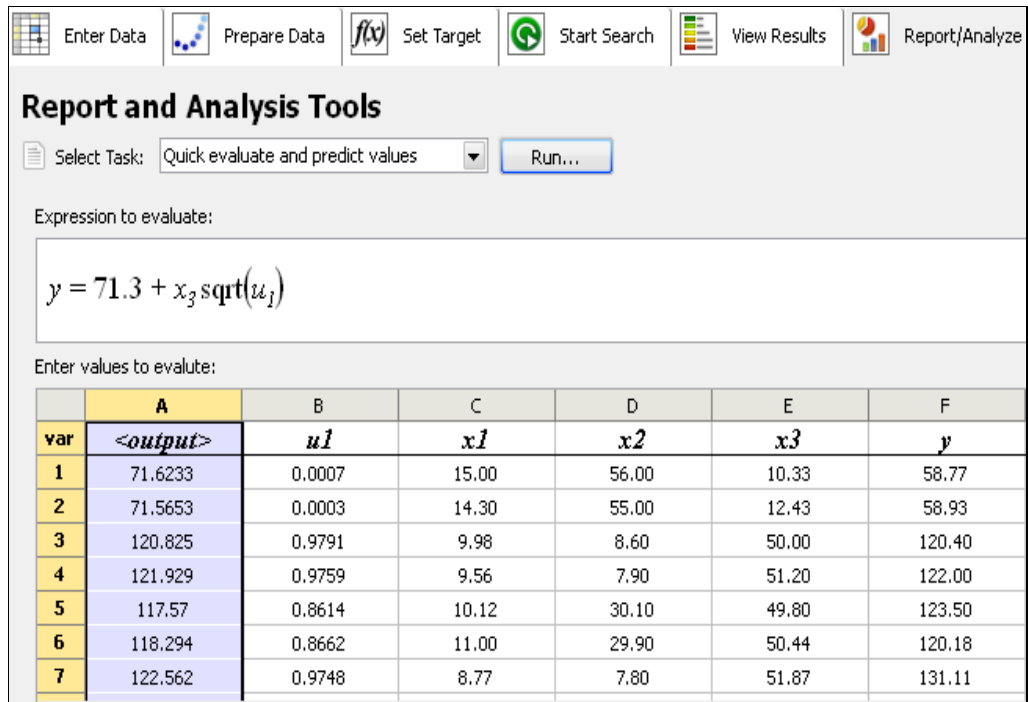 Enter Data Prepare Data f(x) Set Target Start Search View Results Report/Analyze
Report and Analysis Tools
Select Task: Quick evaluate and predict values Run...
Expression to evaluate:
y = 71.3 + x₃ sqrt(u₁)
Enter values to evalute:
A B C D E F
var <output> u1 x1 x2 x3 y
1 71.6233 0.0007 15.00 56.00 10.33 58.77
2 71.5653 0.0003 14.30 55.00 12.43 58.93
3 120.825 0.9791 9.98 8.60 50.00 120.40
4 121.929 0.9759 9.56 7.90 51.20 122.00
5 117.57 0.8614 10.12 30.10 49.80 123.50
6 118.294 0.8662 11.00 29.90 50.44 120.18
7 122.562 0.9748 8.77 7.80 51.87 131.11